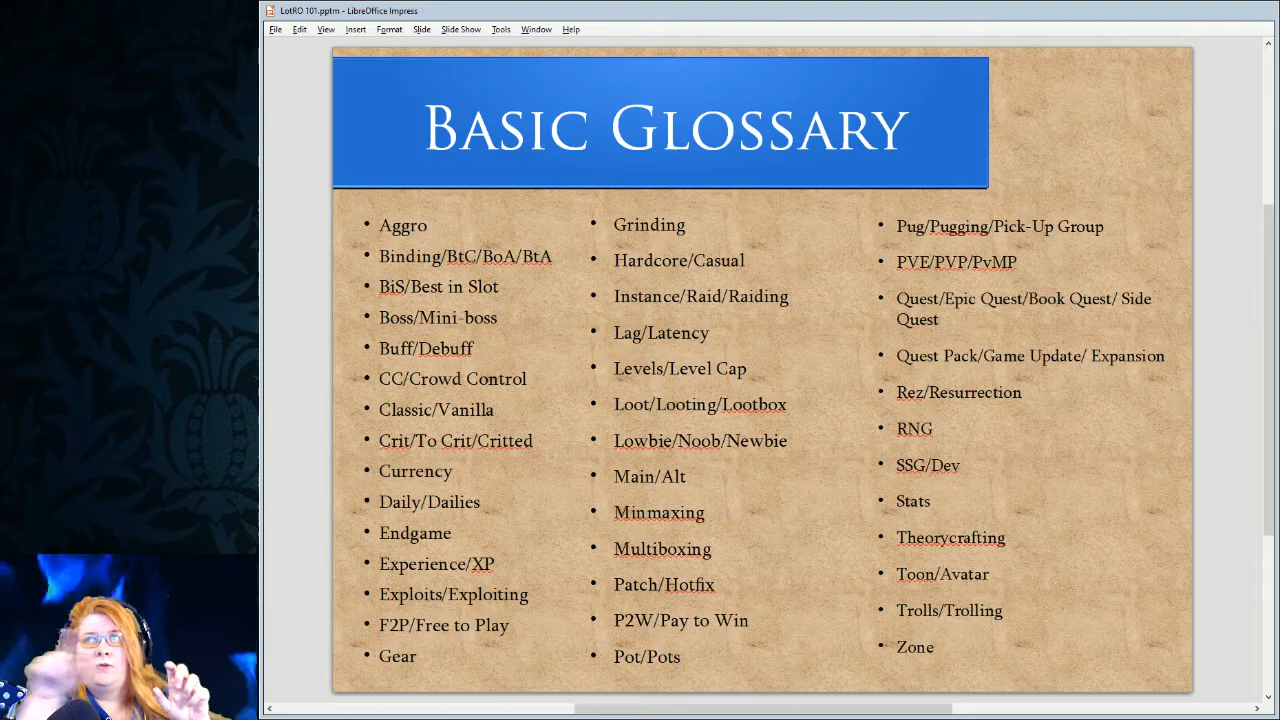 LotRO 101.pptm - LibreOffice Impress
File Edit View Insert Format Slide Slide Show Tools Window Help
Basic Glossary
Aggro
Binding/BtC/BoA/BtA
BiS/Best in Slot
Boss/Mini-boss
Buff/Debuff
CC/Crowd Control
Classic/Vanilla
Crit/To Crit/Critted
Currency
Daily/Dailies
Endgame
Experience/XP
Exploits/Exploiting
F2P/Free to Play
Gear
Grinding
Hardcore/Casual
Instance/Raid/Raiding
Lag/Latency
Levels/Level Cap
Loot/Looting/Lootbox
Lowbie/Noob/Newbie
Main/Alt
Minmaxing
Multiboxing
Patch/Hotfix
P2W/Pay to Win
Pot/Pots
Pug/Pugging/Pick-Up Group
PVE/PVP/PvMP
Quest/Epic Quest/Book Quest/ Side
Quest
Quest Pack/Game Update/ Expansion
Rez/Resurrection
RNG
SSG/Dev
Stats
Theorycrafting
Toon/Avatar
Trolls/Trolling
Zone